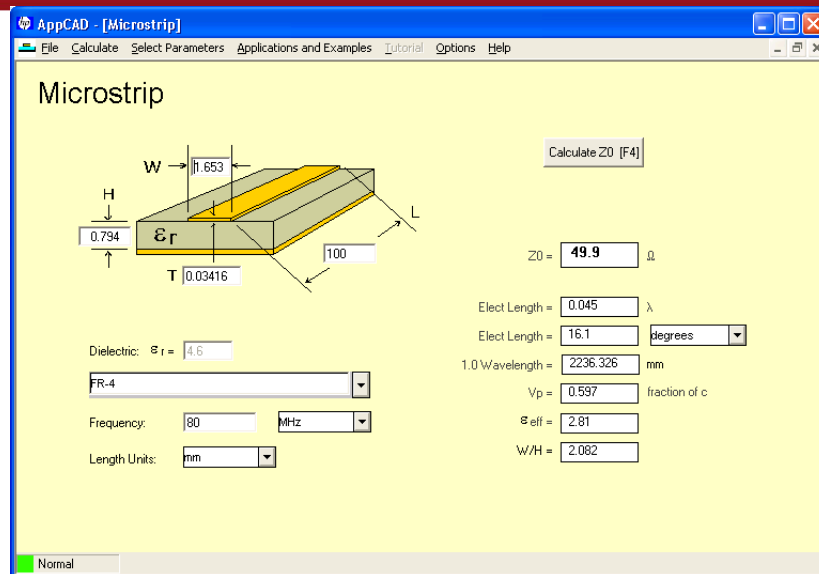 AppCAD - [Microstrip]
File Calculate Select Parameters Applications and Examples Tutorial Options Help
Microstrip
Calculate Z0 [F4]
W 1.653
H
L
0.794
εr
100
T 0.03416
Z0 = 49.9 Ω
Elect Length = 0.045 λ
Elect Length = 16.1 degrees
1.0 Wavelength = 2236.326 mm
Vp = 0.597 fraction of c
εeff = 2.81
W/H = 2.082
Dielectric: εr = 4.6
FR-4
Frequency: 80 MHz
Length Units: mm
Normal